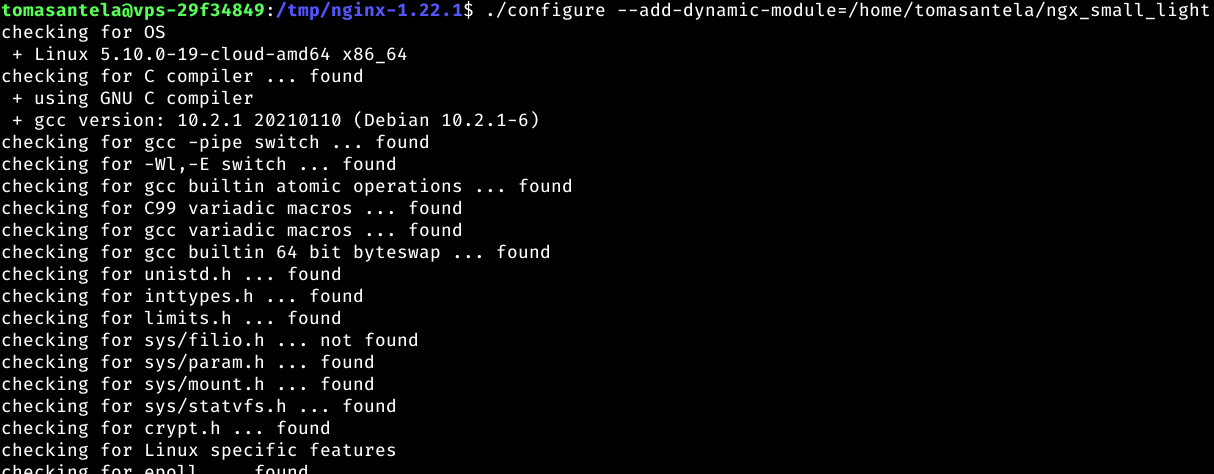 tomasantela@vps-29f34849:/tmp/nginx-1.22.1$ ./configure --add-dynamic-module=/home/tomasantela/ngx_small_light
checking for OS
 + Linux 5.10.0-19-cloud-amd64 x86_64
checking for C compiler ... found
 + using GNU C compiler
 + gcc version: 10.2.1 20210110 (Debian 10.2.1-6)
checking for gcc -pipe switch ... found
checking for -Wl,-E switch ... found
checking for gcc builtin atomic operations ... found
checking for C99 variadic macros ... found
checking for gcc variadic macros ... found
checking for gcc builtin 64 bit byteswap ... found
checking for unistd.h ... found
checking for inttypes.h ... found
checking for limits.h ... found
checking for sys/filio.h ... not found
checking for sys/param.h ... found
checking for sys/mount.h ... found
checking for sys/statvfs.h ... found
checking for crypt.h ... found
checking for Linux specific features
checking for epoll ... found